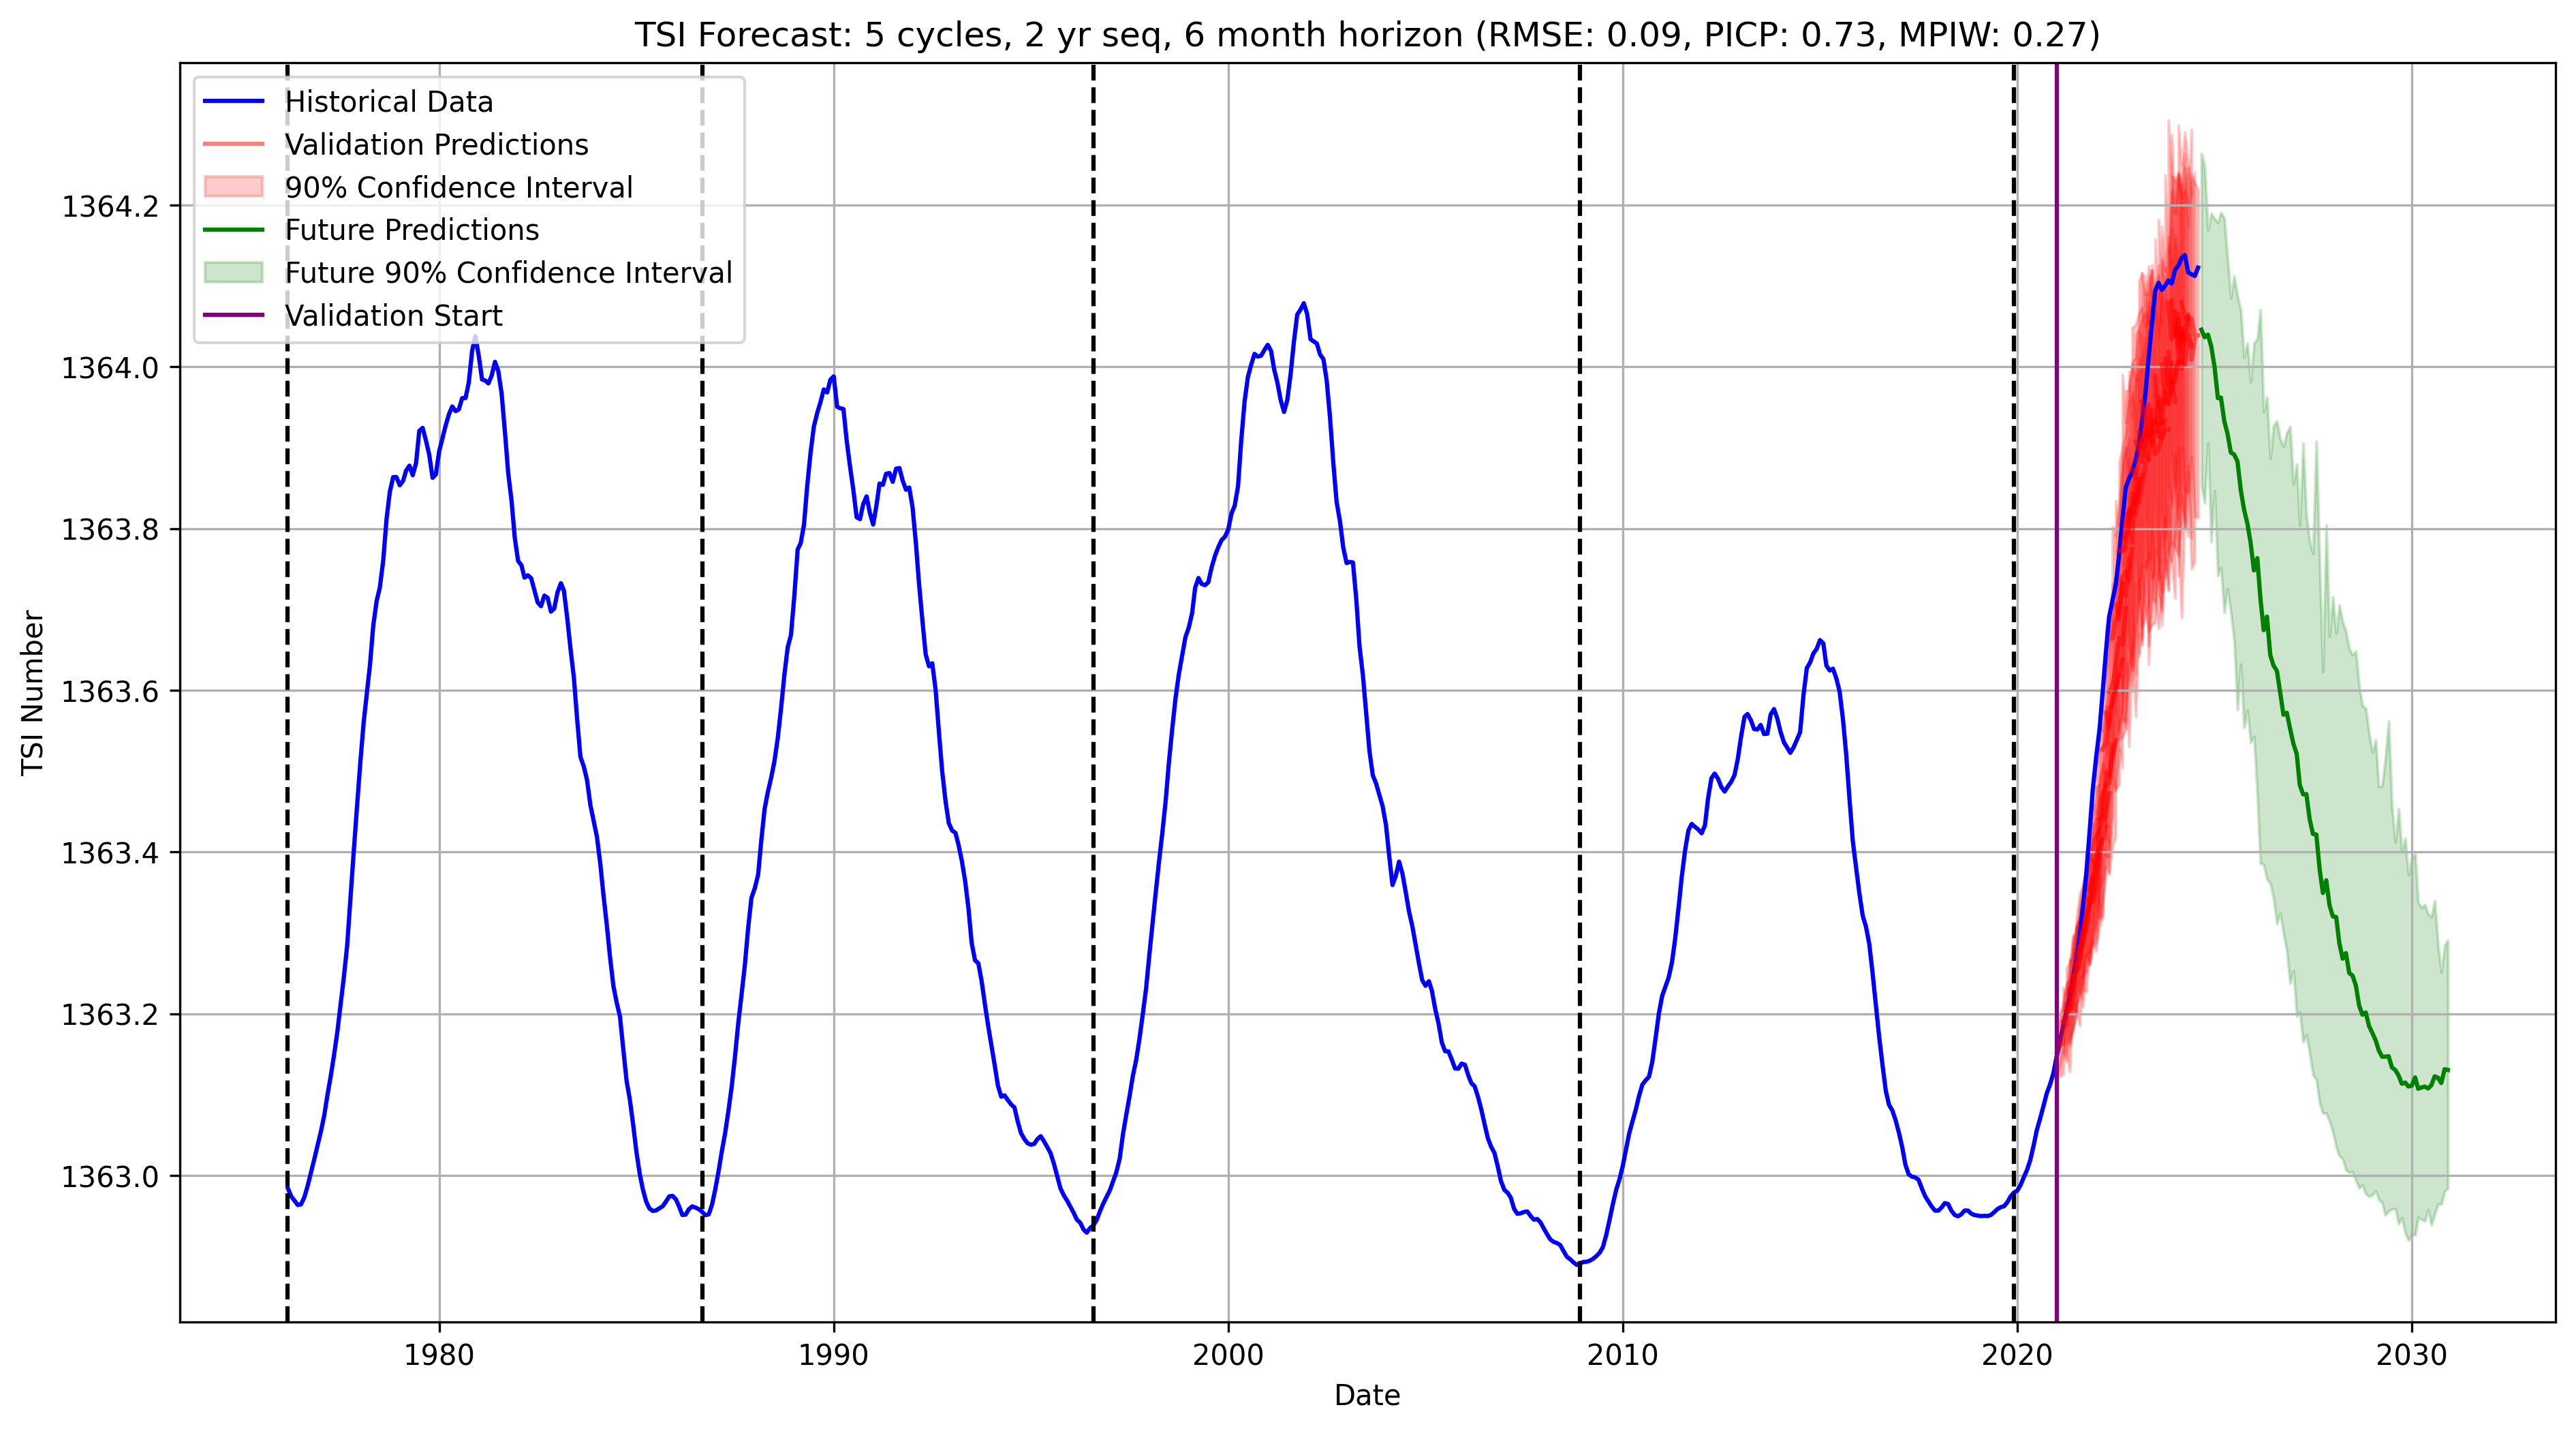 TSI Forecast: 5 cycles, 2 yr seq, 6 month horizon (RMSE: 0.09, PICP: 0.73, MPIW: 0.27)
Historical Data
Validation Predictions
90% Confidence Interval
Future Predictions
Future 90% Confidence Interval
Validation Start
TSI Number
1364.2
1364.0
1363.8
1363.6
1363.4
1363.2
1363.0
1980
1990
2000
2010
2020
2030
Date